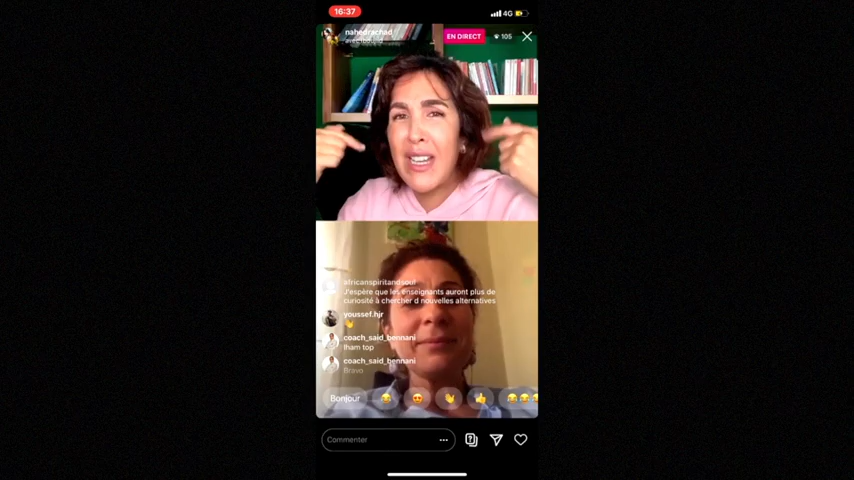 16:37
4G
nahedrachad
EN DIRECT
105
africanspiritandsoul
J'espère que les enseignants auront plus de
curiosité à chercher d nouvelles alternatives
youssef.hjr
coach_said_bennani
Ilham top
coach_said_bennani
Bravo
Bonjour
Commenter